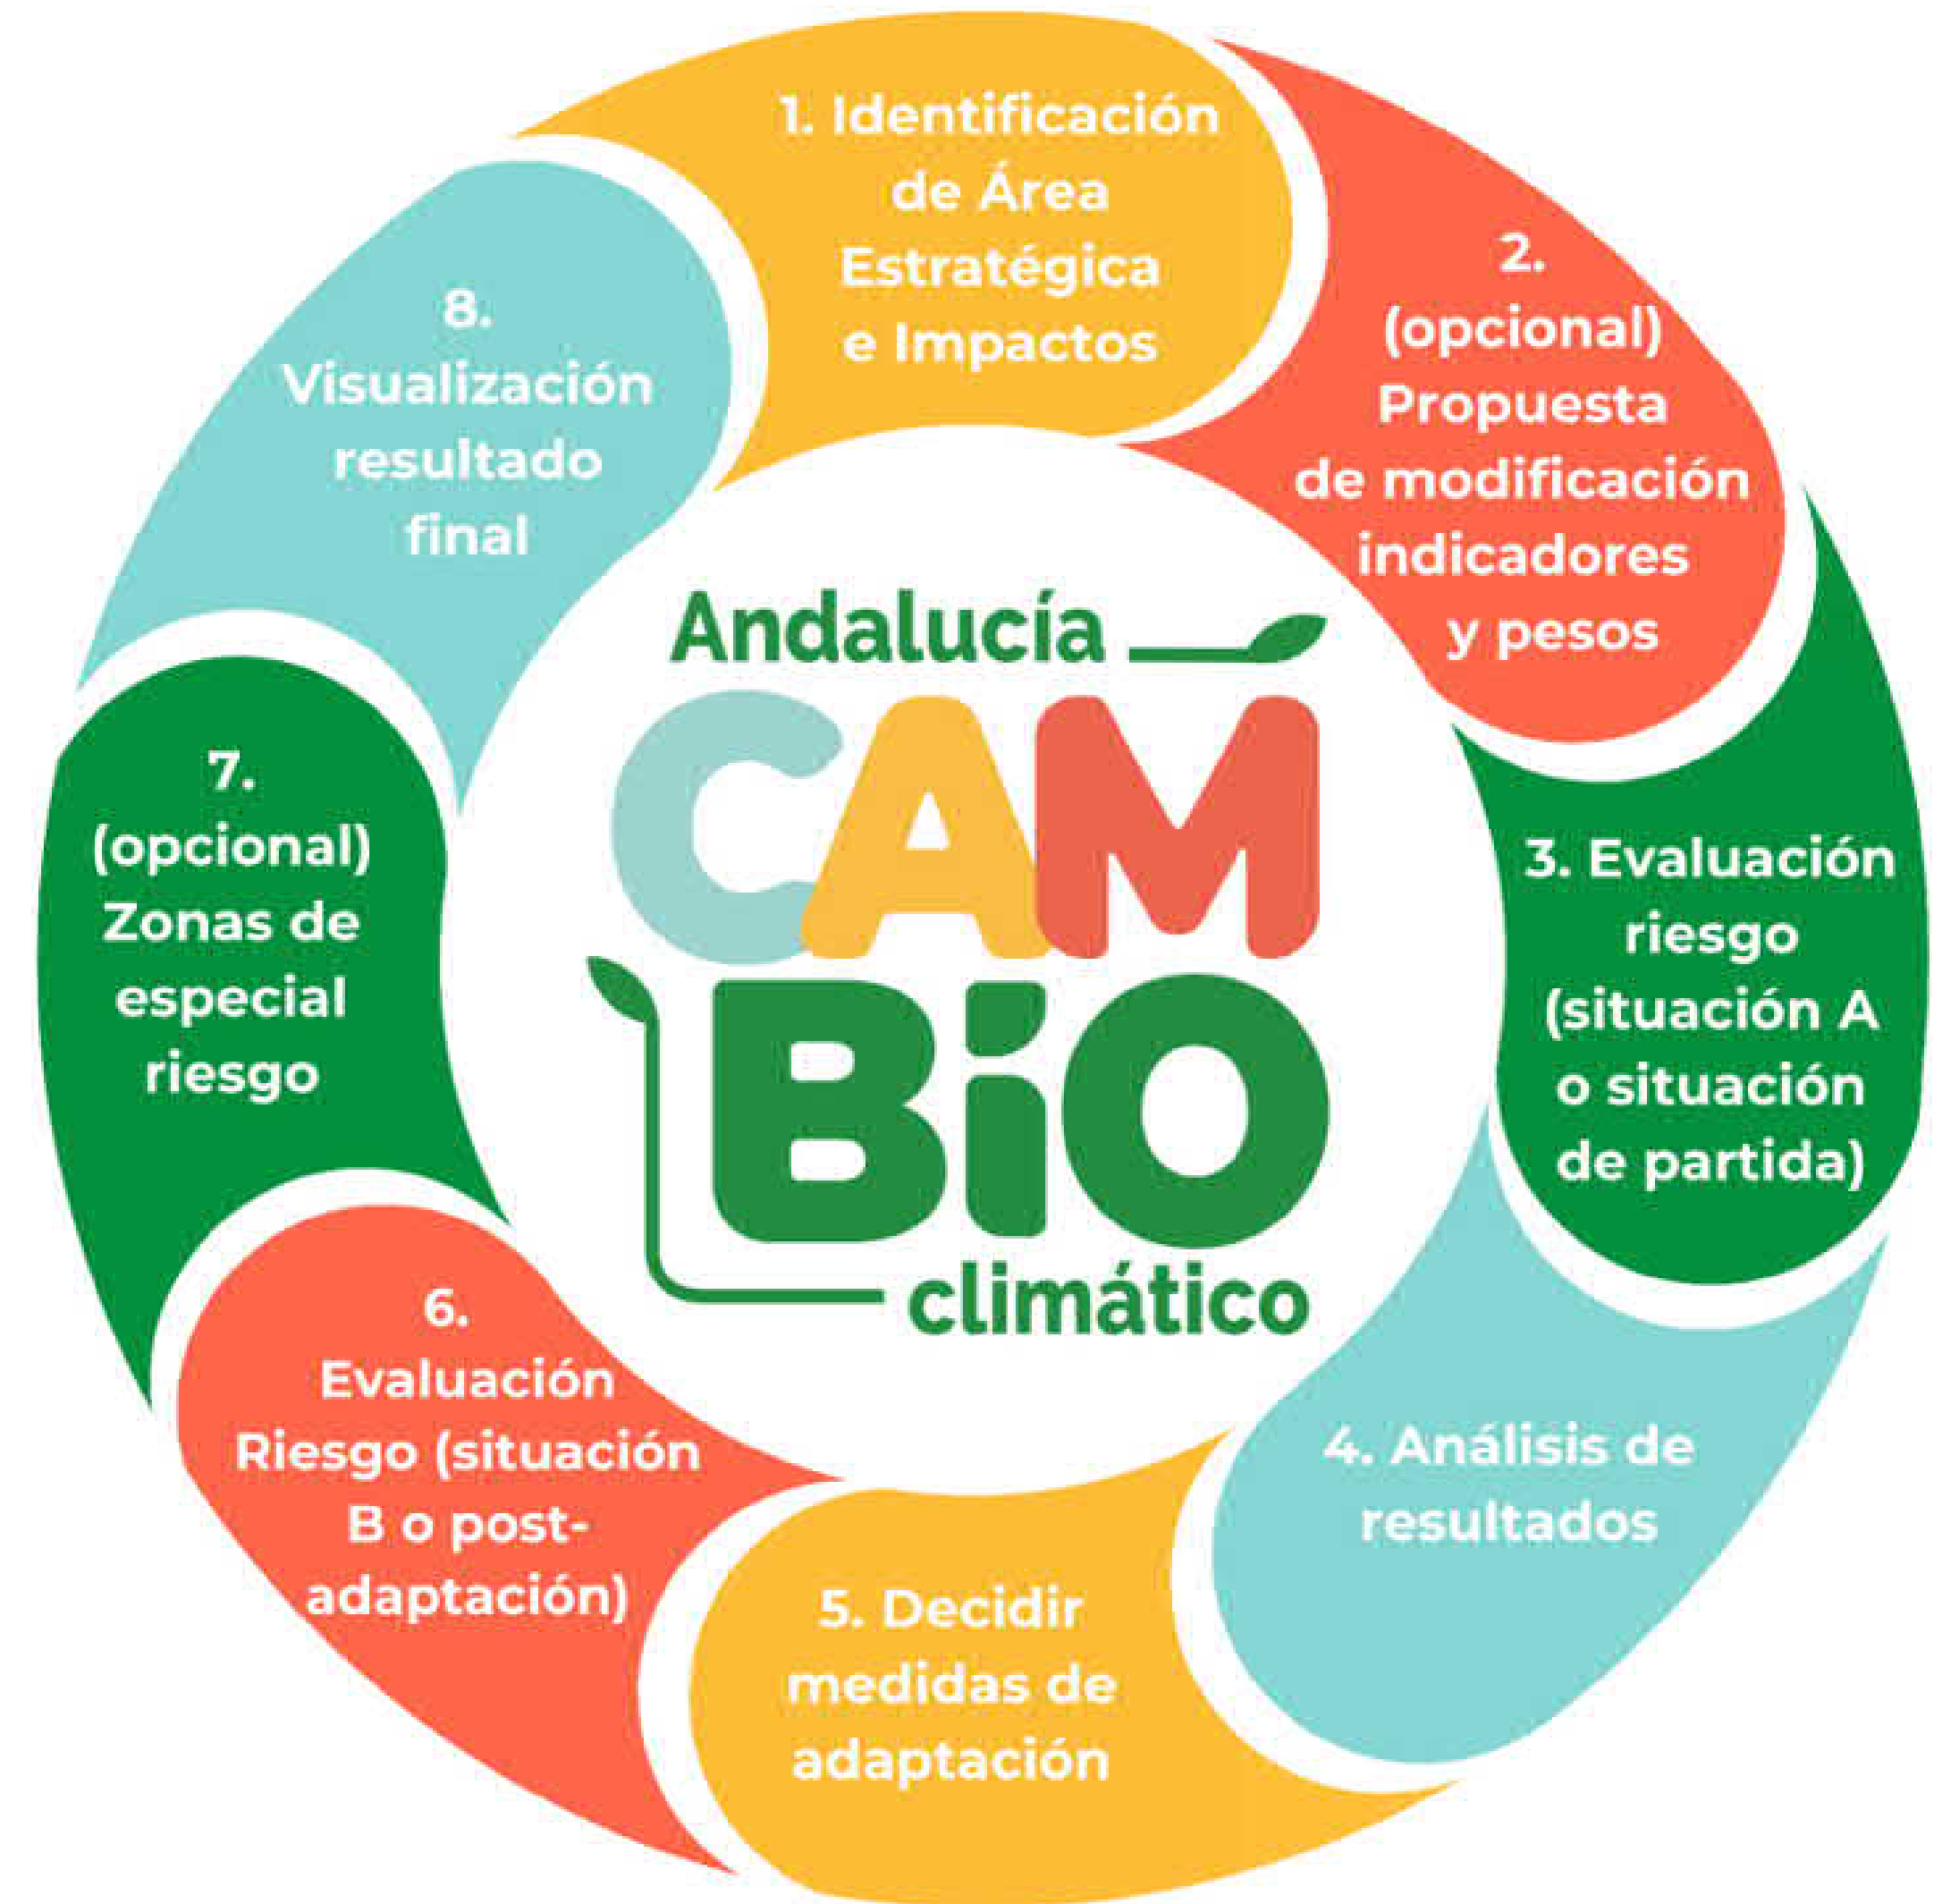 1. Identificación
de Área
Estratégica
e Impactos
2.
(opcional)
Propuesta
de modificación
indicadores
y pesos
3. Evaluación
riesgo
(situación A
o situación
de partida)
4. Análisis de
resultados
5. Decidir
medidas de
adaptación
6.
Evaluación
Riesgo (situación
B o post-
adaptación)
7.
(opcional)
Zonas de
especial
riesgo
8.
Visualización
resultado
final
Andalucía
CAM
BiO
climático